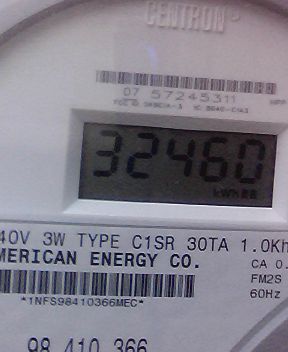 CENTRON
07 57245311
32460
kWh
40V 3W TYPE C1SR 30TA 1.0Kh
MERICAN ENERGY CO.
CA 0.
FM2S
60Hz
*1NFS98410366MEC*
98 410 366